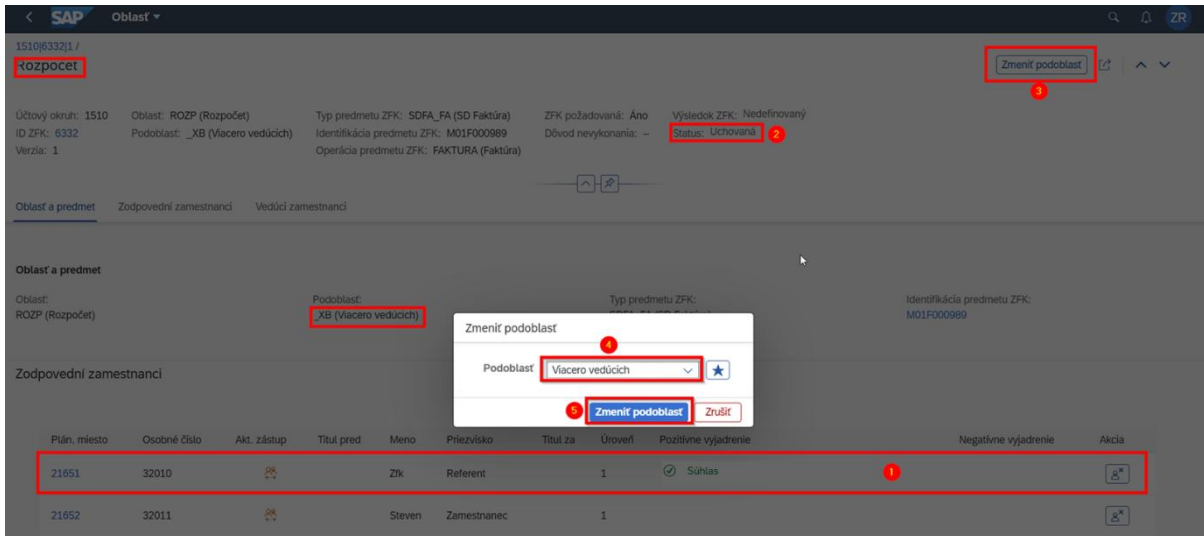 SAP Oblasť ZR
1510|6332|1 /
Rozpočet
Zmeniť podoblasť
3
Účtový okruh: 1510 Oblasť: ROZP (Rozpočet) Typ predmetu ZFK: SDFA_FA (SD Faktúra) ZFK požadovaná: Áno Výsledok ZFK: Nedefinovaný
ID ZFK: 6332 Podoblasť: _XB (Viacero vedúcich) Identifikácia predmetu ZFK: M01F000989 Dôvod nevykonania: – Status: Uchovaná 2
Verzia: 1 Operácia predmetu ZFK: FAKTURA (Faktúra)
Oblasť a predmet Zodpovední zamestnanci Vedúci zamestnanci
Oblasť a predmet
Oblasť: Podoblasť: Typ predmetu ZFK: Identifikácia predmetu ZFK:
ROZP (Rozpočet) _XB (Viacero vedúcich) M01F000989
Zmeniť podoblasť
4
Podoblasť Viacero vedúcich
5 Zmeniť podoblasť Zrušiť
Zodpovední zamestnanci
Plán. miesto Osobné číslo Akt. zástup Titul pred Meno Priezvisko Titul za Úroveň Pozitívne vyjadrenie Negatívne vyjadrenie Akcia
21651 32010 Zfk Referent 1 Súhlas 1
21652 32011 Steven Zamestnanec 1